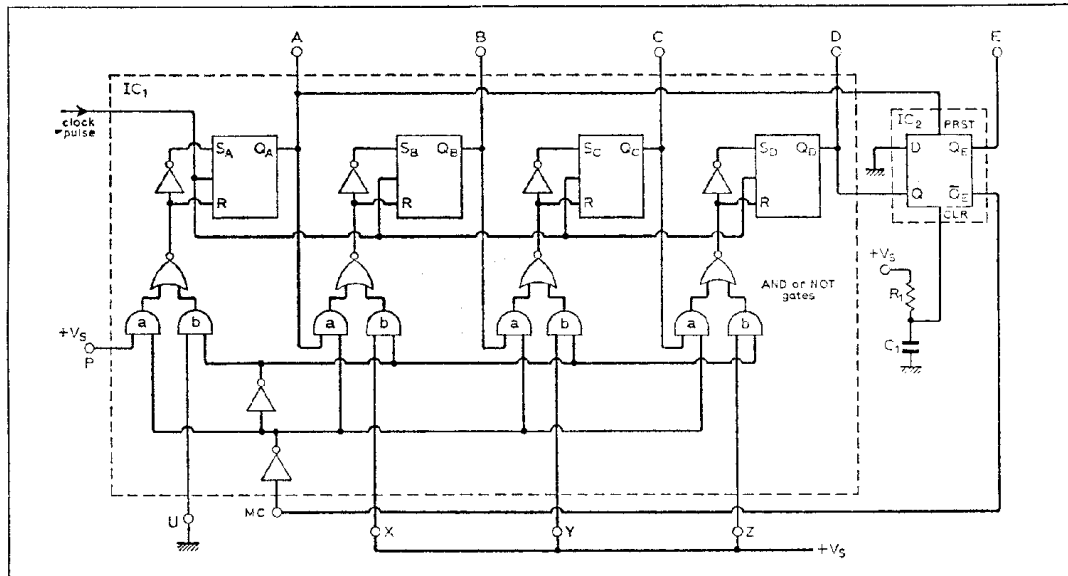 A
B
C
D
E
IC1
clock
pulse
SA QA
R
SB QB
R
SC QC
R
SD QD
R
IC2
PRST
D QE
Q Q̅E
CLR
+Vs
R1
C1
AND or NOT
gates
+Vs
P
a
b
a
b
a
b
a
b
MC
U
X
Y
Z
+Vs